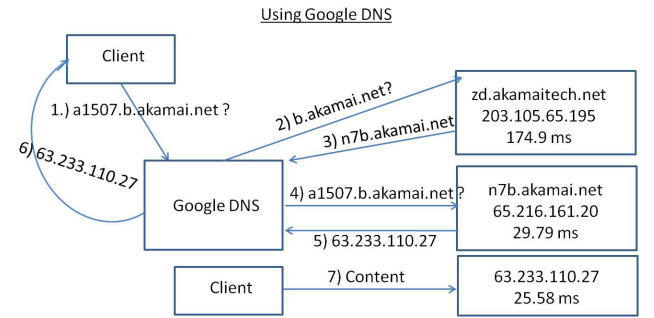 Using Google DNS
Client
1.) a1507.b.akamai.net ?
2) b.akamai.net?
3) n7b.akamai.net
zd.akamaitech.net
203.105.65.195
174.9 ms
6) 63.233.110.27
Google DNS
4) a1507.b.akamai.net ?
5) 63.233.110.27
n7b.akamai.net
65.216.161.20
29.79 ms
Client
7) Content
63.233.110.27
25.58 ms